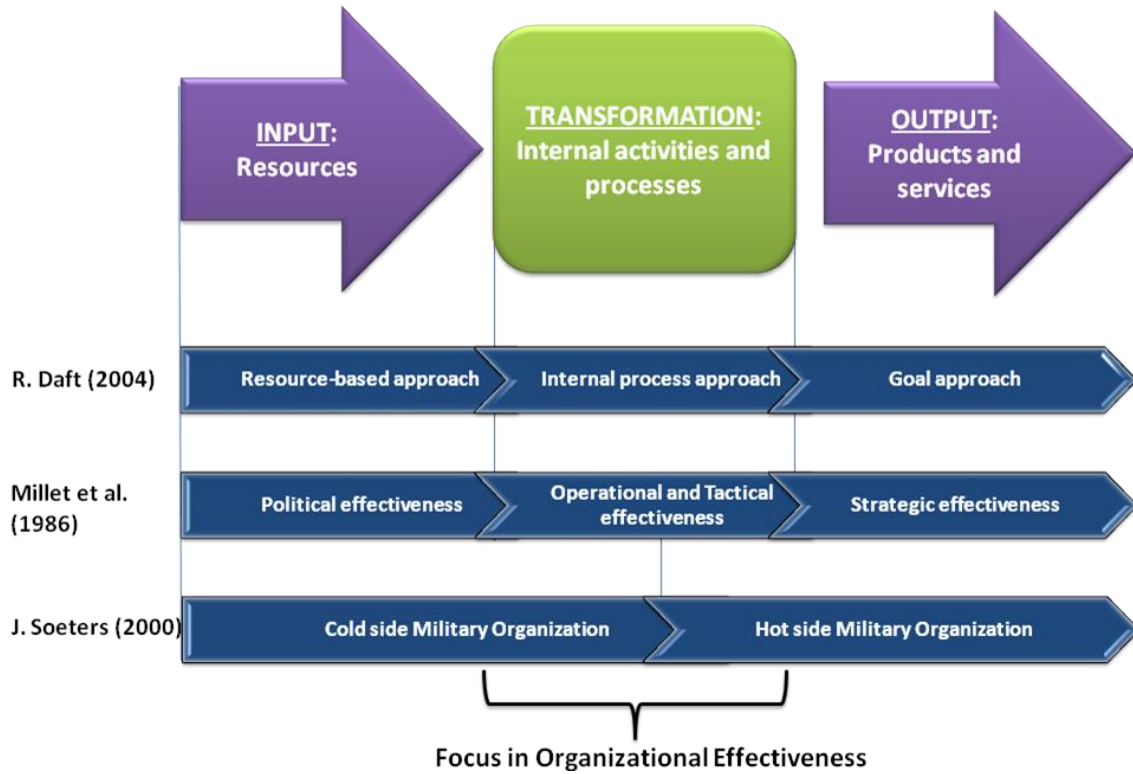 INPUT:
Resources
TRANSFORMATION:
Internal activities and
processes
OUTPUT:
Products and
services
R. Daft (2004)
Resource-based approach
Internal process approach
Goal approach
Millet et al.
(1986)
Political effectiveness
Operational and Tactical
effectiveness
Strategic effectiveness
J. Soeters (2000)
Cold side Military Organization
Hot side Military Organization
Focus in Organizational Effectiveness